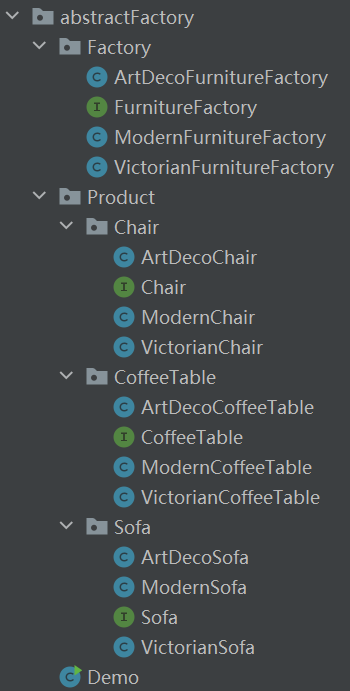 abstractFactory
Factory
C ArtDecoFurnitureFactory
I FurnitureFactory
C ModernFurnitureFactory
C VictorianFurnitureFactory
Product
Chair
C ArtDecoChair
I Chair
C ModernChair
C VictorianChair
CoffeeTable
C ArtDecoCoffeeTable
I CoffeeTable
C ModernCoffeeTable
C VictorianCoffeeTable
Sofa
C ArtDecoSofa
C ModernSofa
I Sofa
C VictorianSofa
C Demo